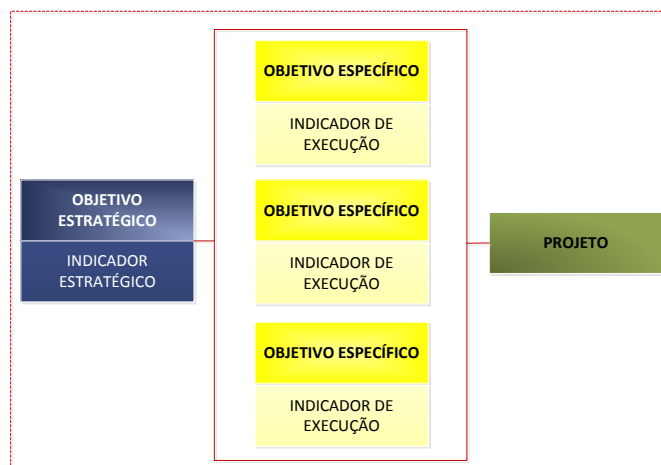 OBJETIVO
ESTRATÉGICO
INDICADOR
ESTRATÉGICO
OBJETIVO ESPECÍFICO
INDICADOR DE
EXECUÇÃO
OBJETIVO ESPECÍFICO
INDICADOR DE
EXECUÇÃO
OBJETIVO ESPECÍFICO
INDICADOR DE
EXECUÇÃO
PROJETO